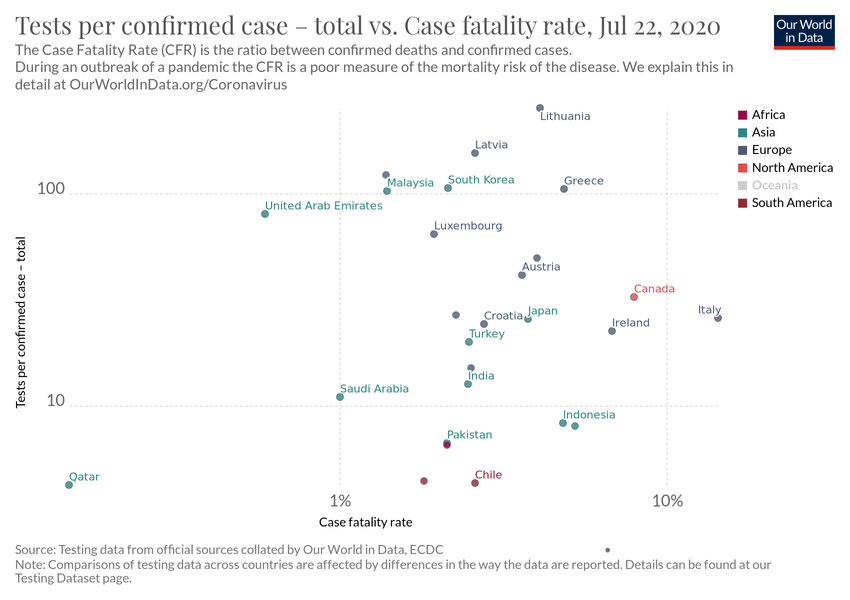 Tests per confirmed case – total vs. Case fatality rate, Jul 22, 2020
Our World
in Data
The Case Fatality Rate (CFR) is the ratio between confirmed deaths and confirmed cases.
During an outbreak of a pandemic the CFR is a poor measure of the mortality risk of the disease. We explain this in
detail at OurWorldInData.org/Coronavirus
Africa
Asia
Europe
North America
Oceania
South America
Tests per confirmed case – total
100
10
Lithuania
Latvia
Malaysia
South Korea
Greece
United Arab Emirates
Luxembourg
Austria
Canada
Italy
Croatia
Japan
Ireland
Turkey
India
Saudi Arabia
Indonesia
Pakistan
Qatar
Chile
1%
10%
Case fatality rate
Source: Testing data from official sources collated by Our World in Data, ECDC
Note: Comparisons of testing data across countries are affected by differences in the way the data are reported. Details can be found at our
Testing Dataset page.